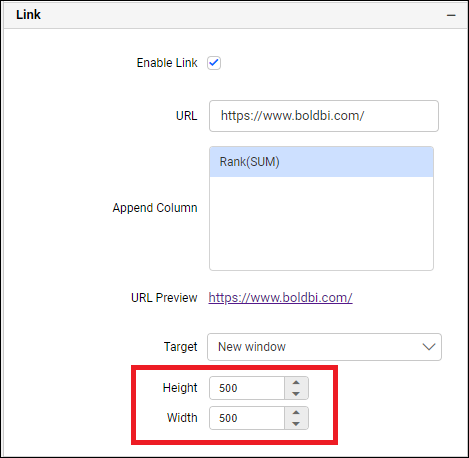 Link
Enable Link
URL https://www.boldbi.com/
Rank(SUM)
Append Column
URL Preview https://www.boldbi.com/
Target New window
Height 500
Width 500